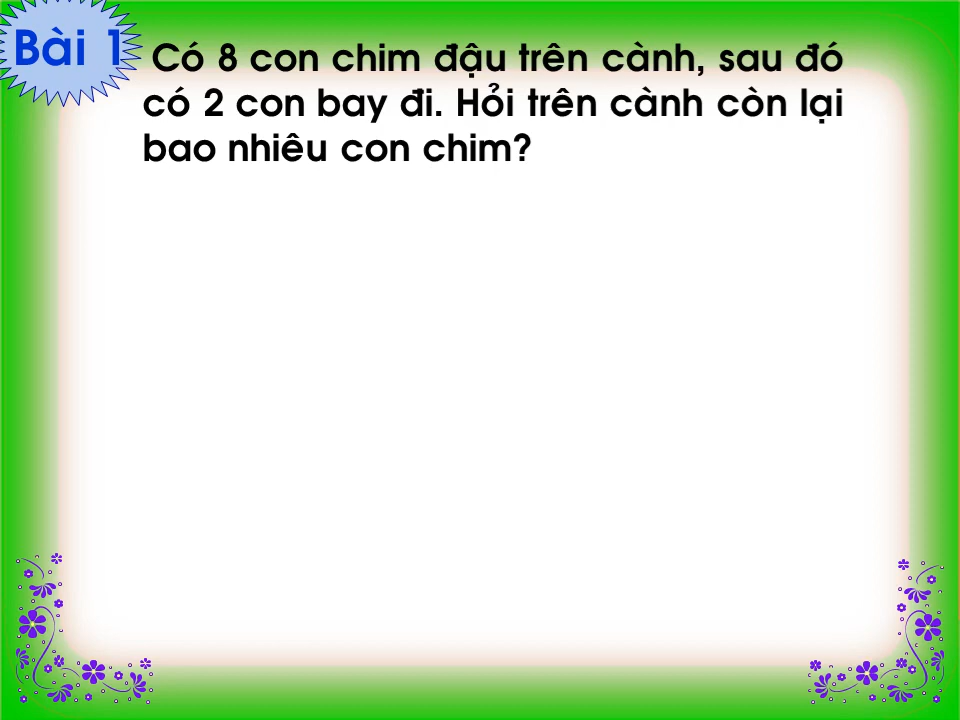 Bài 1
Có 8 con chim đậu trên cành, sau đó
có 2 con bay đi. Hỏi trên cành còn lại
bao nhiêu con chim?